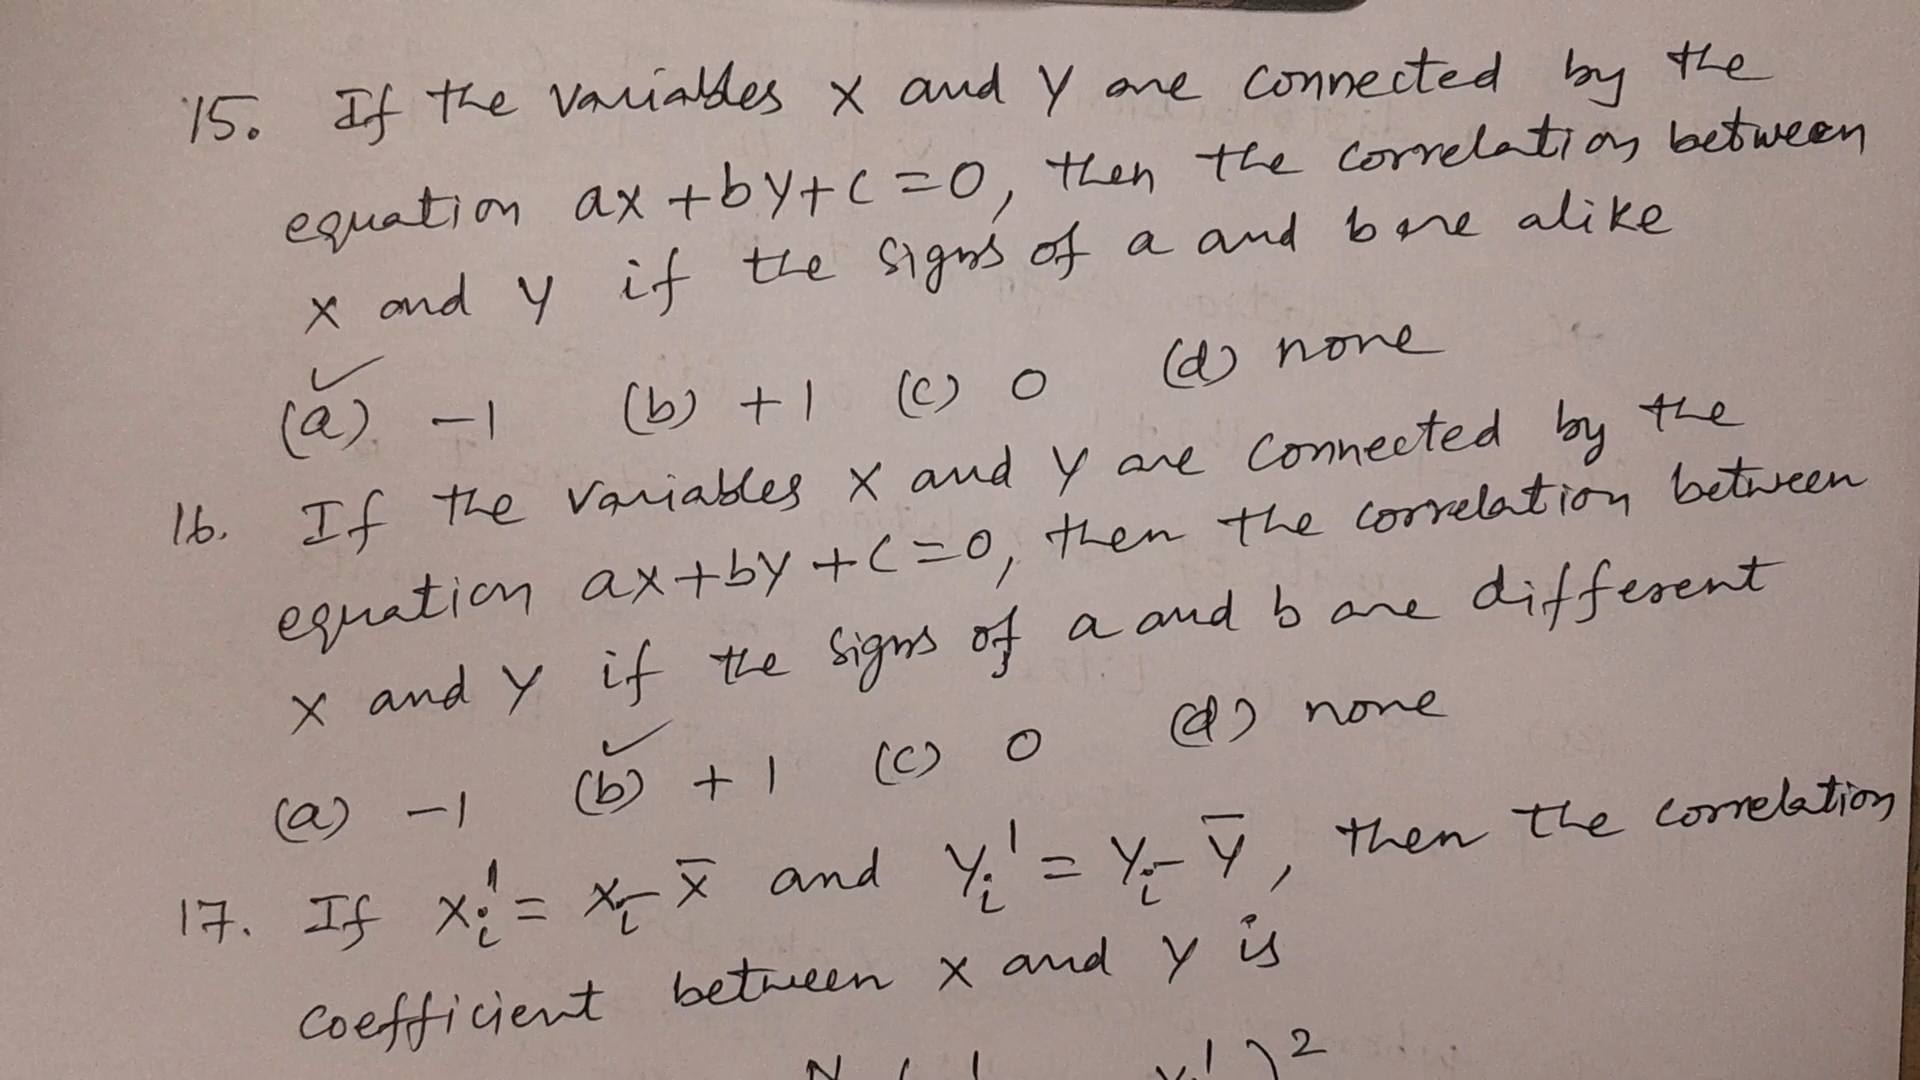 15. If the variables X and Y are connected by the
equation ax + by + c = 0, then the correlation between
X and Y if the signs of a and b are alike
✓
(a) -1 (b) +1 (c) 0 (d) none
16. If the variables X and Y are connected by the
equation ax + by + c = 0, then the correlation between
X and Y if the signs of a and b are different
✓
(a) -1 (b) +1 (c) 0 (d) none
17. If xᵢ' = xᵢ - x̄ and Yᵢ' = Yᵢ - Ȳ, then the correlation
coefficient between X and Y is